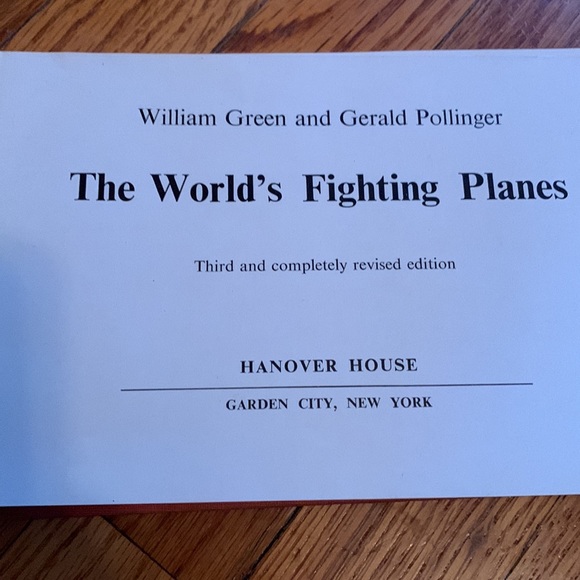 William Green and Gerald Pollinger
The World's Fighting Planes
Third and completely revised edition
HANOVER HOUSE
GARDEN CITY, NEW YORK